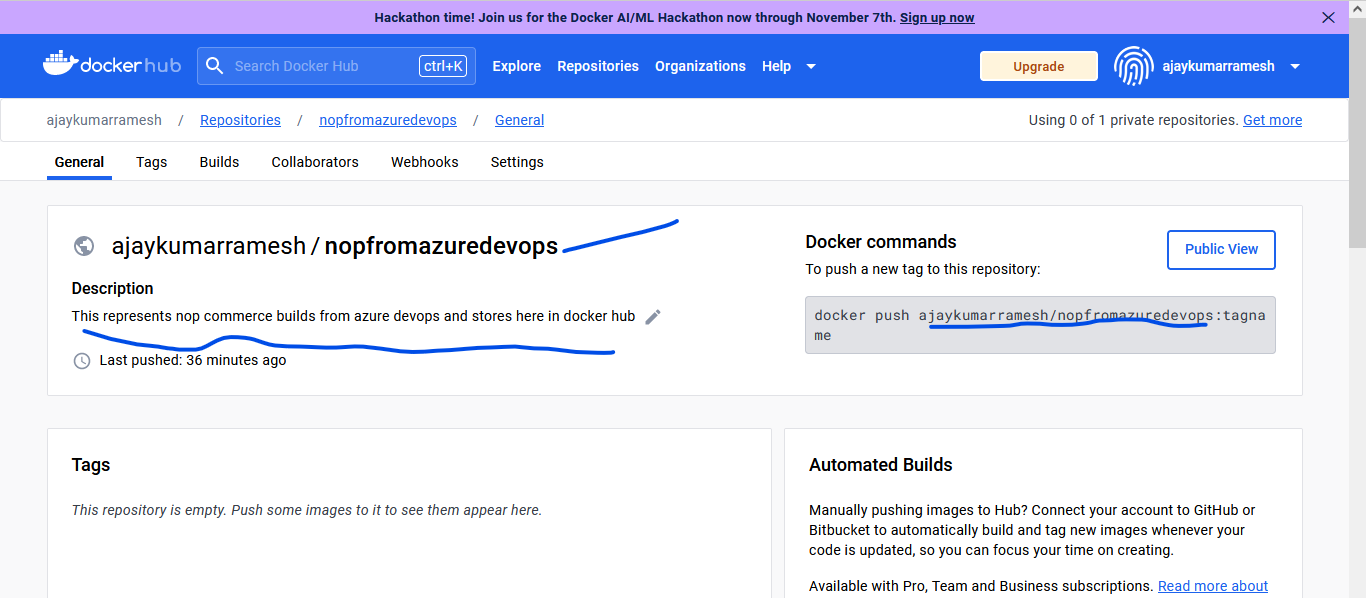 Hackathon time! Join us for the Docker AI/ML Hackathon now through November 7th. Sign up now
dockerhub Search Docker Hub ctrl+K Explore Repositories Organizations Help Upgrade ajaykumarramesh
ajaykumarramesh / Repositories / nopfromazuredevops / General Using 0 of 1 private repositories. Get more
General Tags Builds Collaborators Webhooks Settings
ajaykumarramesh / nopfromazuredevops
Description
This represents nop commerce builds from azure devops and stores here in docker hub
Last pushed: 36 minutes ago
Docker commands
Public View
To push a new tag to this repository:
docker push ajaykumarramesh/nopfromazuredevops:tagna
me
Tags
This repository is empty. Push some images to it to see them appear here.
Automated Builds
Manually pushing images to Hub? Connect your account to GitHub or
Bitbucket to automatically build and tag new images whenever your
code is updated, so you can focus your time on creating.
Available with Pro, Team and Business subscriptions. Read more about